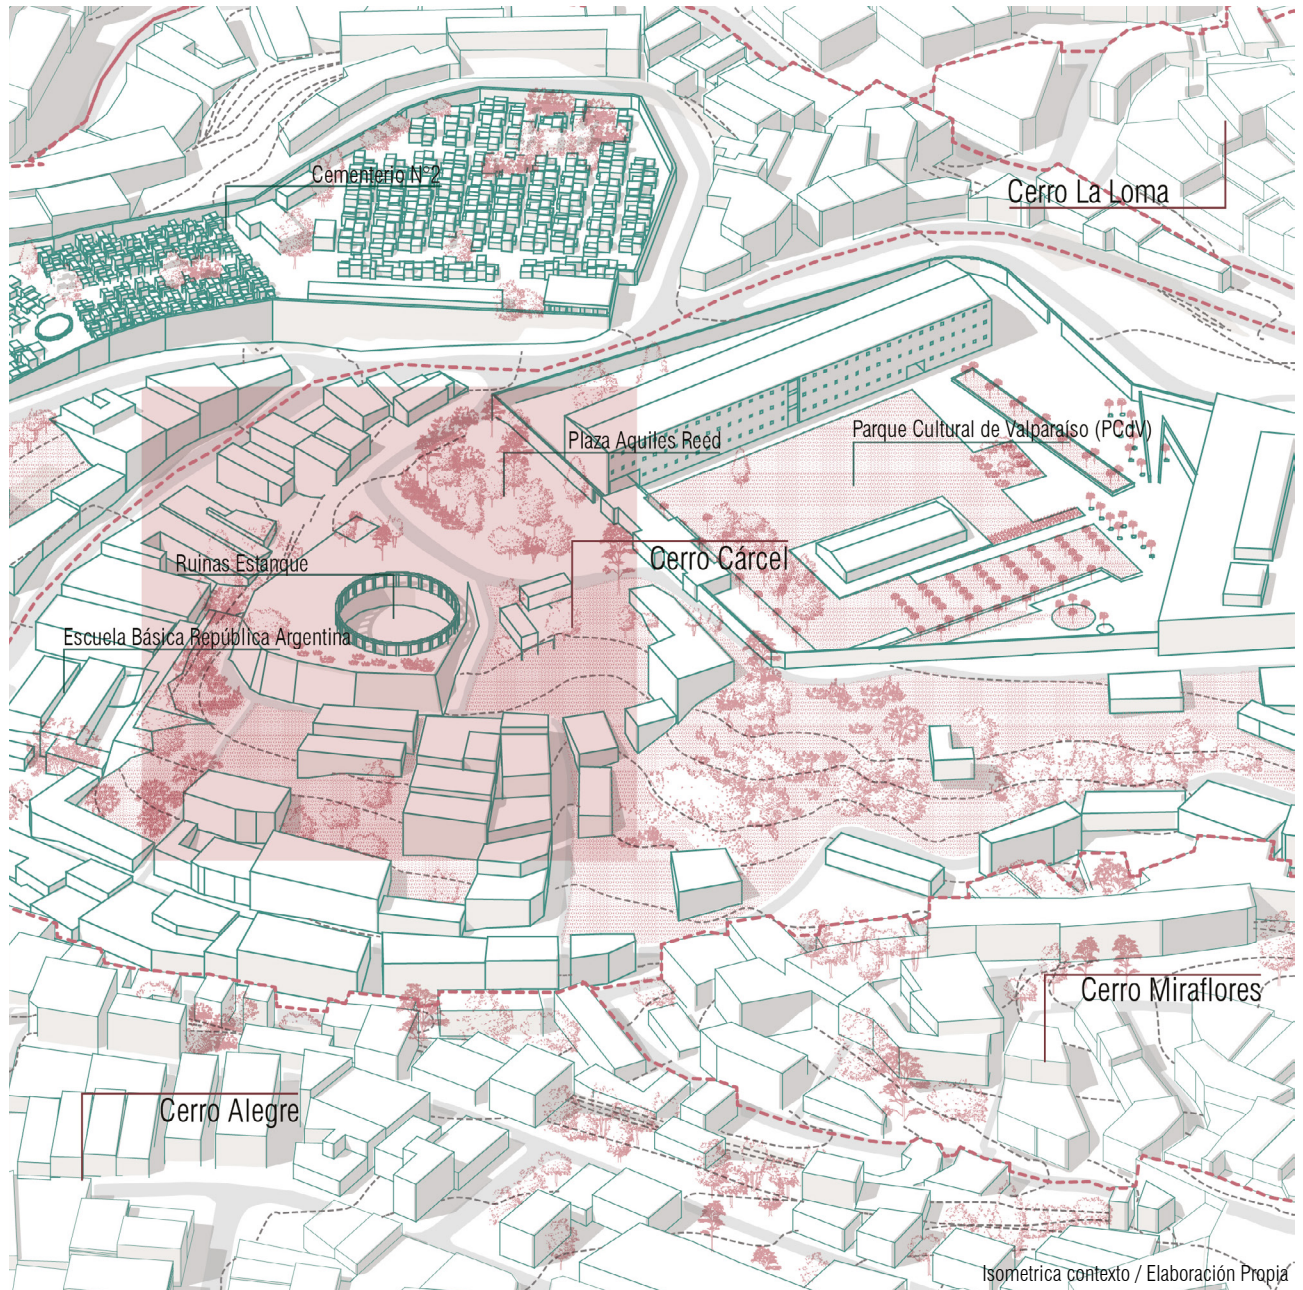 Cementerio N°2
Cerro La Loma
Plaza Aquiles Reed
Parque Cultural de Valparaíso (PCdV)
Cerro Cárcel
Ruinas Estanque
Escuela Básica República Argentina
Cerro Miraflores
Cerro Alegre
Isometrica contexto / Elaboración Propia